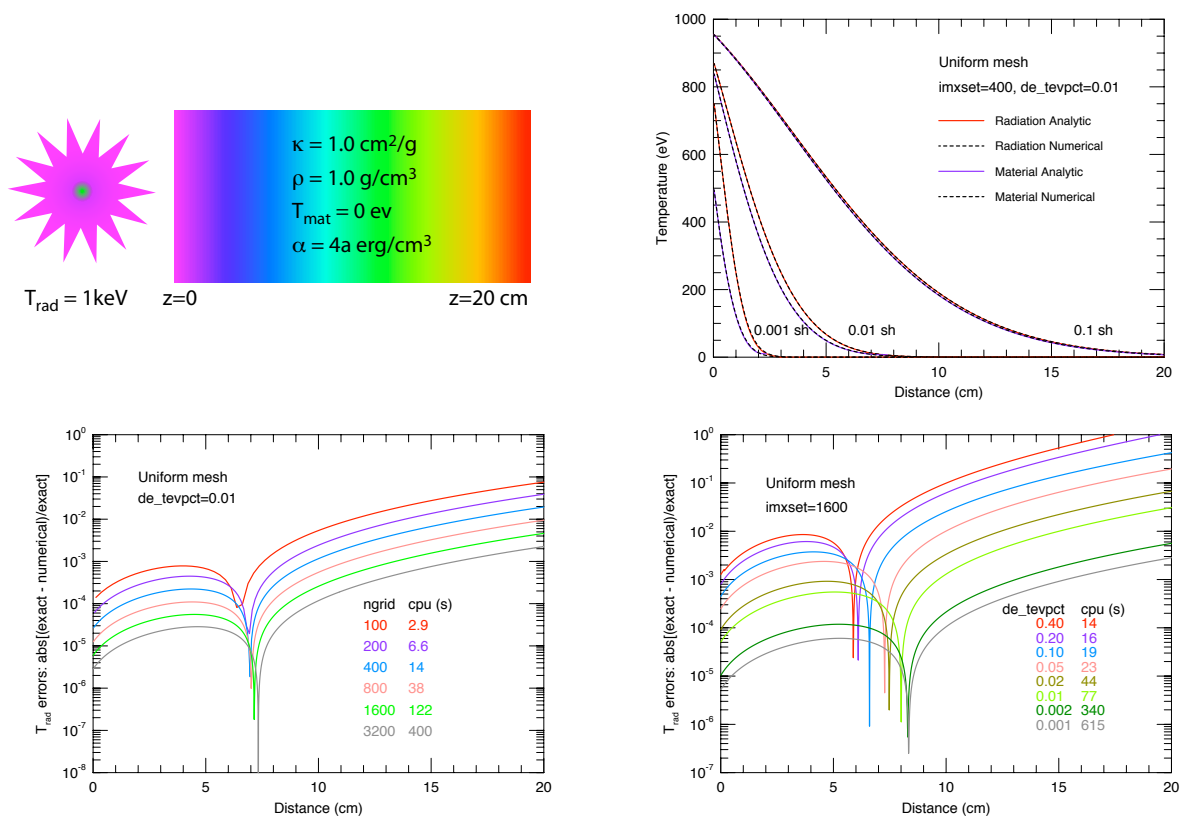 κ = 1.0 cm²/g
ρ = 1.0 g/cm³
Tmat = 0 ev
α = 4a erg/cm³
Trad = 1keV
z=0
z=20 cm
1000
800
600
400
200
0
Temperature (eV)
Uniform mesh
imxset=400, de_tevpct=0.01
Radiation Analytic
Radiation Numerical
Material Analytic
Material Numerical
0.001 sh
0.01 sh
0.1 sh
0 5 10 15 20
Distance (cm)
10⁰
10⁻¹
10⁻²
10⁻³
10⁻⁴
10⁻⁵
10⁻⁶
10⁻⁷
10⁻⁸
Trad errors: abs[(exact - numerical)/exact]
Uniform mesh
de_tevpct=0.01
ngrid cpu (s)
100 2.9
200 6.6
400 14
800 38
1600 122
3200 400
0 5 10 15 20
Distance (cm)
10⁰
10⁻¹
10⁻²
10⁻³
10⁻⁴
10⁻⁵
10⁻⁶
10⁻⁷
Trad errors: abs[(exact - numerical)/exact]
Uniform mesh
imxset=1600
de_tevpct cpu (s)
0.40 14
0.20 16
0.10 19
0.05 23
0.02 44
0.01 77
0.002 340
0.001 615
0 5 10 15 20
Distance (cm)